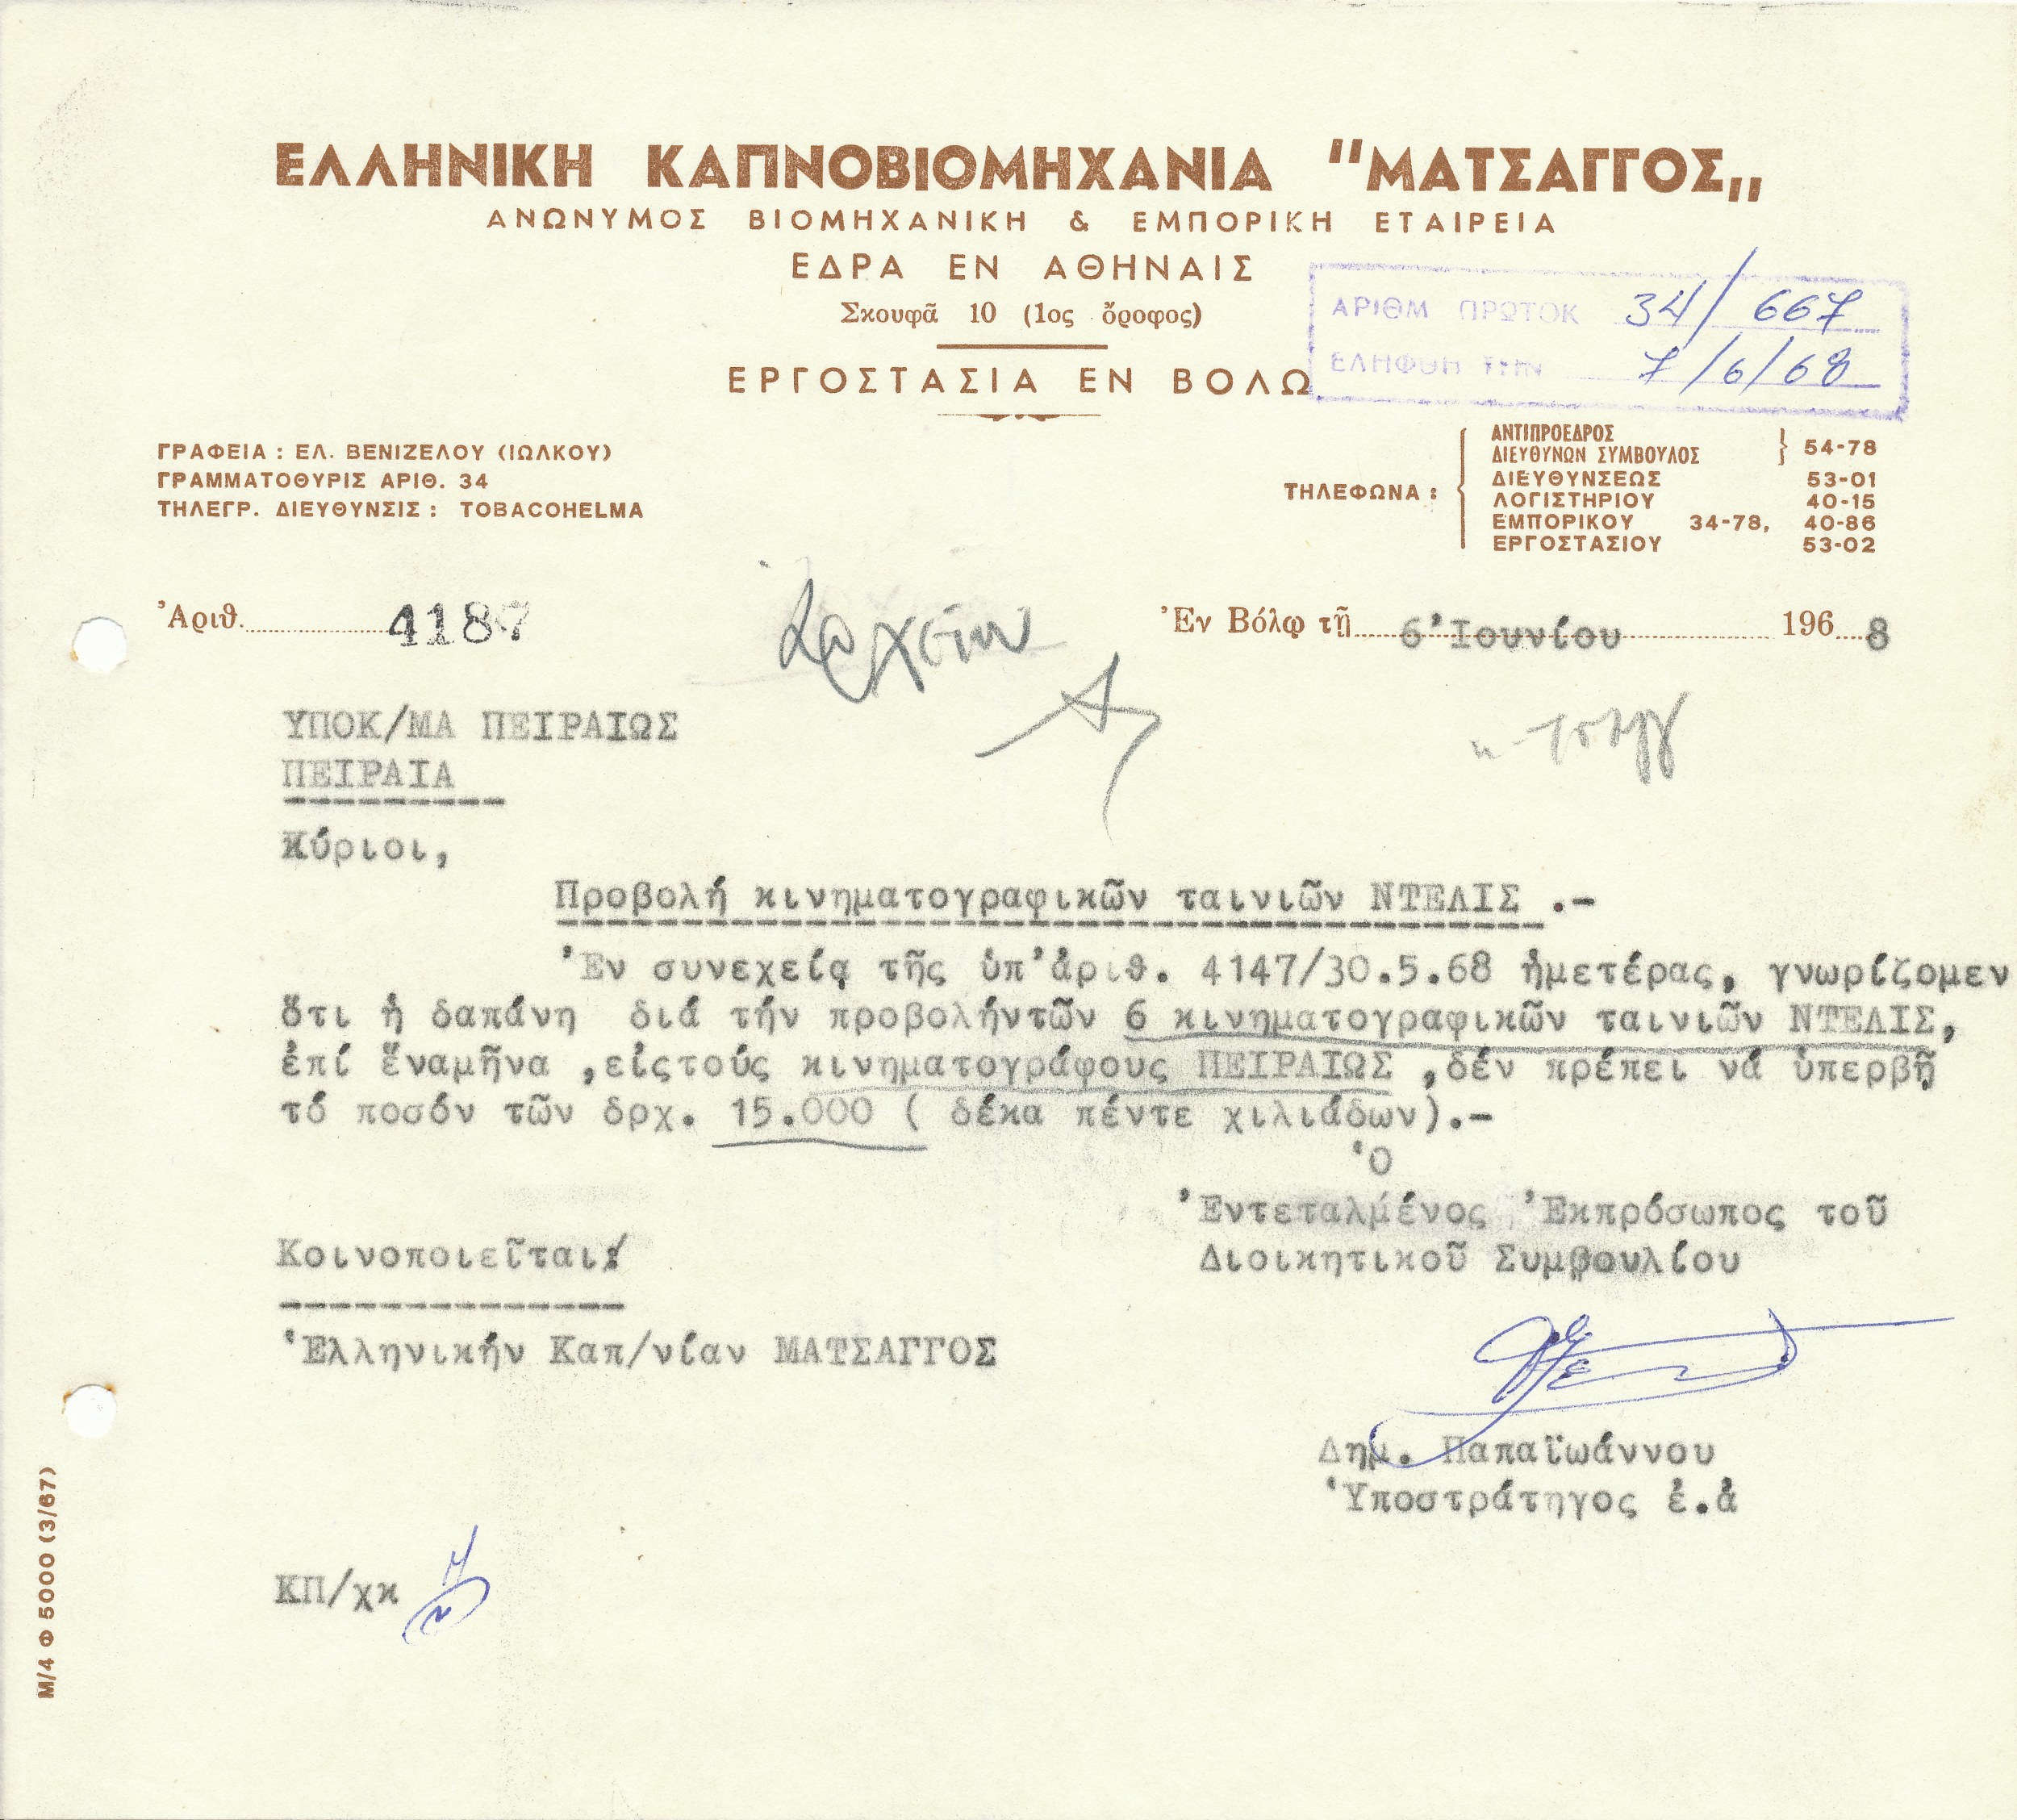 ΕΛΛΗΝΙΚΗ ΚΑΠΝΟΒΙΟΜΗΧΑΝΙΑ "ΜΑΤΣΑΓΓΟΣ„
ΑΝΩΝΥΜΟΣ ΒΙΟΜΗΧΑΝΙΚΗ & ΕΜΠΟΡΙΚΗ ΕΤΑΙΡΕΙΑ
ΕΔΡΑ ΕΝ ΑΘΗΝΑΙΣ
Σκουφᾶ 10 (1ος ὄροφος)
ΑΡΙΘΜ ΠΡΩΤΟΚ 34/667
ΕΛΗΦΘΗ ΤΗΝ 7/6/68
ΕΡΓΟΣΤΑΣΙΑ ΕΝ ΒΟΛΩ
ΓΡΑΦΕΙΑ : ΕΛ. ΒΕΝΙΖΕΛΟΥ (ΙΩΛΚΟΥ)
ΓΡΑΜΜΑΤΟΘΥΡΙΣ ΑΡΙΘ. 34
ΤΗΛΕΓΡ. ΔΙΕΥΘΥΝΣΙΣ : TOBACOHELMA
ΤΗΛΕΦΩΝΑ :
ΑΝΤΙΠΡΟΕΔΡΟΣ
ΔΙΕΥΘΥΝΩΝ ΣΥΜΒΟΥΛΟΣ } 54-78
ΔΙΕΥΘΥΝΣΕΩΣ 53-01
ΛΟΓΙΣΤΗΡΙΟΥ 40-15
ΕΜΠΟΡΙΚΟΥ 34-78, 40-86
ΕΡΓΟΣΤΑΣΙΟΥ 53-02
Ἀριθ. 4187
Ἐν Βόλῳ τῇ 6 Ἰουνίου 1968
Ἀρχεῖον
ΥΠΟΚ/ΜΑ ΠΕΙΡΑΙΩΣ
ΠΕΙΡΑΙΑ
Κύριοι,
Προβολή κινηματογραφικῶν ταινιῶν ΝΤΕΛΙΣ .-
Ἐν συνεχείᾳ τῆς ὑπ'ἀριθ. 4147/30.5.68 ἡμετέρας, γνωρίζομεν
ὅτι ἡ δαπάνη διά τήν προβολήντῶν 6 κινηματογραφικῶν ταινιῶν ΝΤΕΛΙΣ,
ἐπί ἕναμῆνα ,εἰςτούς κινηματογράφους ΠΕΙΡΑΙΩΣ ,δέν πρέπει νά ὑπερβῇ
τό ποσόν τῶν δρχ. 15.000 ( δέκα πέντε χιλιάδων).-
Ὁ
Ἐντεταλμένος Ἐκπρόσωπος τοῦ
Διοικητικοῦ Συμβουλίου
Κοινοποιεῖται:
Ἑλληνικήν Καπ/νίαν ΜΑΤΣΑΓΓΟΣ
Δημ. Παπαϊωάννου
Ὑποστράτηγος ἐ.ἀ
ΚΠ/χκ
Μ/4 Φ 5000 (3/67)